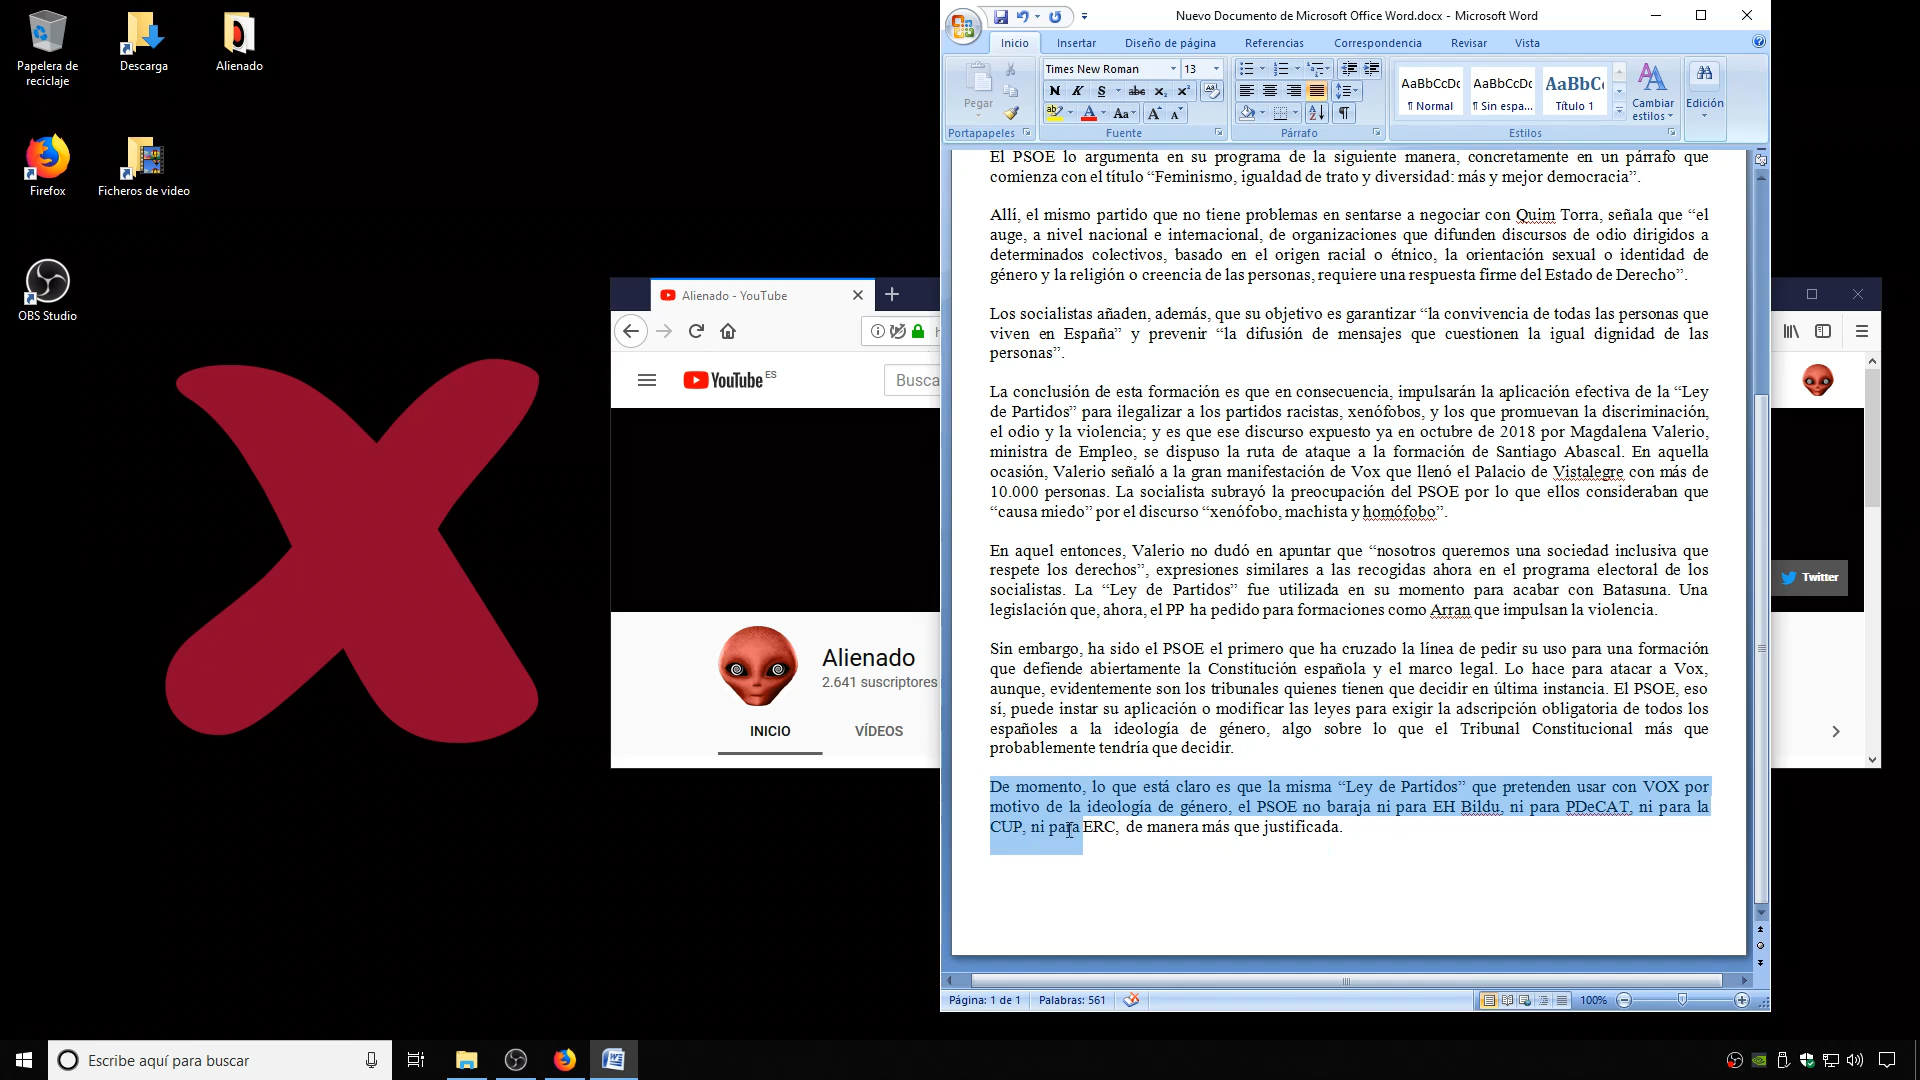 Papelera de
reciclaje
Descarga
Alienado
Firefox
Ficheros de video
OBS Studio
Alienado - YouTube
YouTube ES
Busca
Alienado
2.641 suscriptores
INICIO
VÍDEOS
Twitter
Nuevo Documento de Microsoft Office Word.docx - Microsoft Word
Inicio
Insertar
Diseño de página
Referencias
Correspondencia
Revisar
Vista
Pegar
Portapapeles
Times New Roman
13
N K S abc x₂ x²
ab A Aa A A
Fuente
Párrafo
AaBbCcDc
¶ Normal
AaBbCcDc
¶ Sin espa...
AaBbC
Título 1
Cambiar
estilos
Estilos
Edición
El PSOE lo argumenta en su programa de la siguiente manera, concretamente en un párrafo que
comienza con el título “Feminismo, igualdad de trato y diversidad: más y mejor democracia”.
Allí, el mismo partido que no tiene problemas en sentarse a negociar con Quim Torra, señala que “el
auge, a nivel nacional e internacional, de organizaciones que difunden discursos de odio dirigidos a
determinados colectivos, basado en el origen racial o étnico, la orientación sexual o identidad de
género y la religión o creencia de las personas, requiere una respuesta firme del Estado de Derecho”.
Los socialistas añaden, además, que su objetivo es garantizar “la convivencia de todas las personas que
viven en España” y prevenir “la difusión de mensajes que cuestionen la igual dignidad de las
personas”.
La conclusión de esta formación es que en consecuencia, impulsarán la aplicación efectiva de la “Ley
de Partidos” para ilegalizar a los partidos racistas, xenófobos, y los que promuevan la discriminación,
el odio y la violencia; y es que ese discurso expuesto ya en octubre de 2018 por Magdalena Valerio,
ministra de Empleo, se dispuso la ruta de ataque a la formación de Santiago Abascal. En aquella
ocasión, Valerio señaló a la gran manifestación de Vox que llenó el Palacio de Vistalegre con más de
10.000 personas. La socialista subrayó la preocupación del PSOE por lo que ellos consideraban que
“causa miedo” por el discurso “xenófobo, machista y homófobo”.
En aquel entonces, Valerio no dudó en apuntar que “nosotros queremos una sociedad inclusiva que
respete los derechos”, expresiones similares a las recogidas ahora en el programa electoral de los
socialistas. La “Ley de Partidos” fue utilizada en su momento para acabar con Batasuna. Una
legislación que, ahora, el PP ha pedido para formaciones como Arran que impulsan la violencia.
Sin embargo, ha sido el PSOE el primero que ha cruzado la línea de pedir su uso para una formación
que defiende abiertamente la Constitución española y el marco legal. Lo hace para atacar a Vox,
aunque, evidentemente son los tribunales quienes tienen que decidir en última instancia. El PSOE, eso
sí, puede instar su aplicación o modificar las leyes para exigir la adscripción obligatoria de todos los
españoles a la ideología de género, algo sobre lo que el Tribunal Constitucional más que
probablemente tendría que decidir.
De momento, lo que está claro es que la misma “Ley de Partidos” que pretenden usar con VOX por
motivo de la ideología de género, el PSOE no baraja ni para EH Bildu, ni para PDeCAT, ni para la
CUP, ni para ERC, de manera más que justificada.
Página: 1 de 1
Palabras: 561
100%
Escribe aquí para buscar